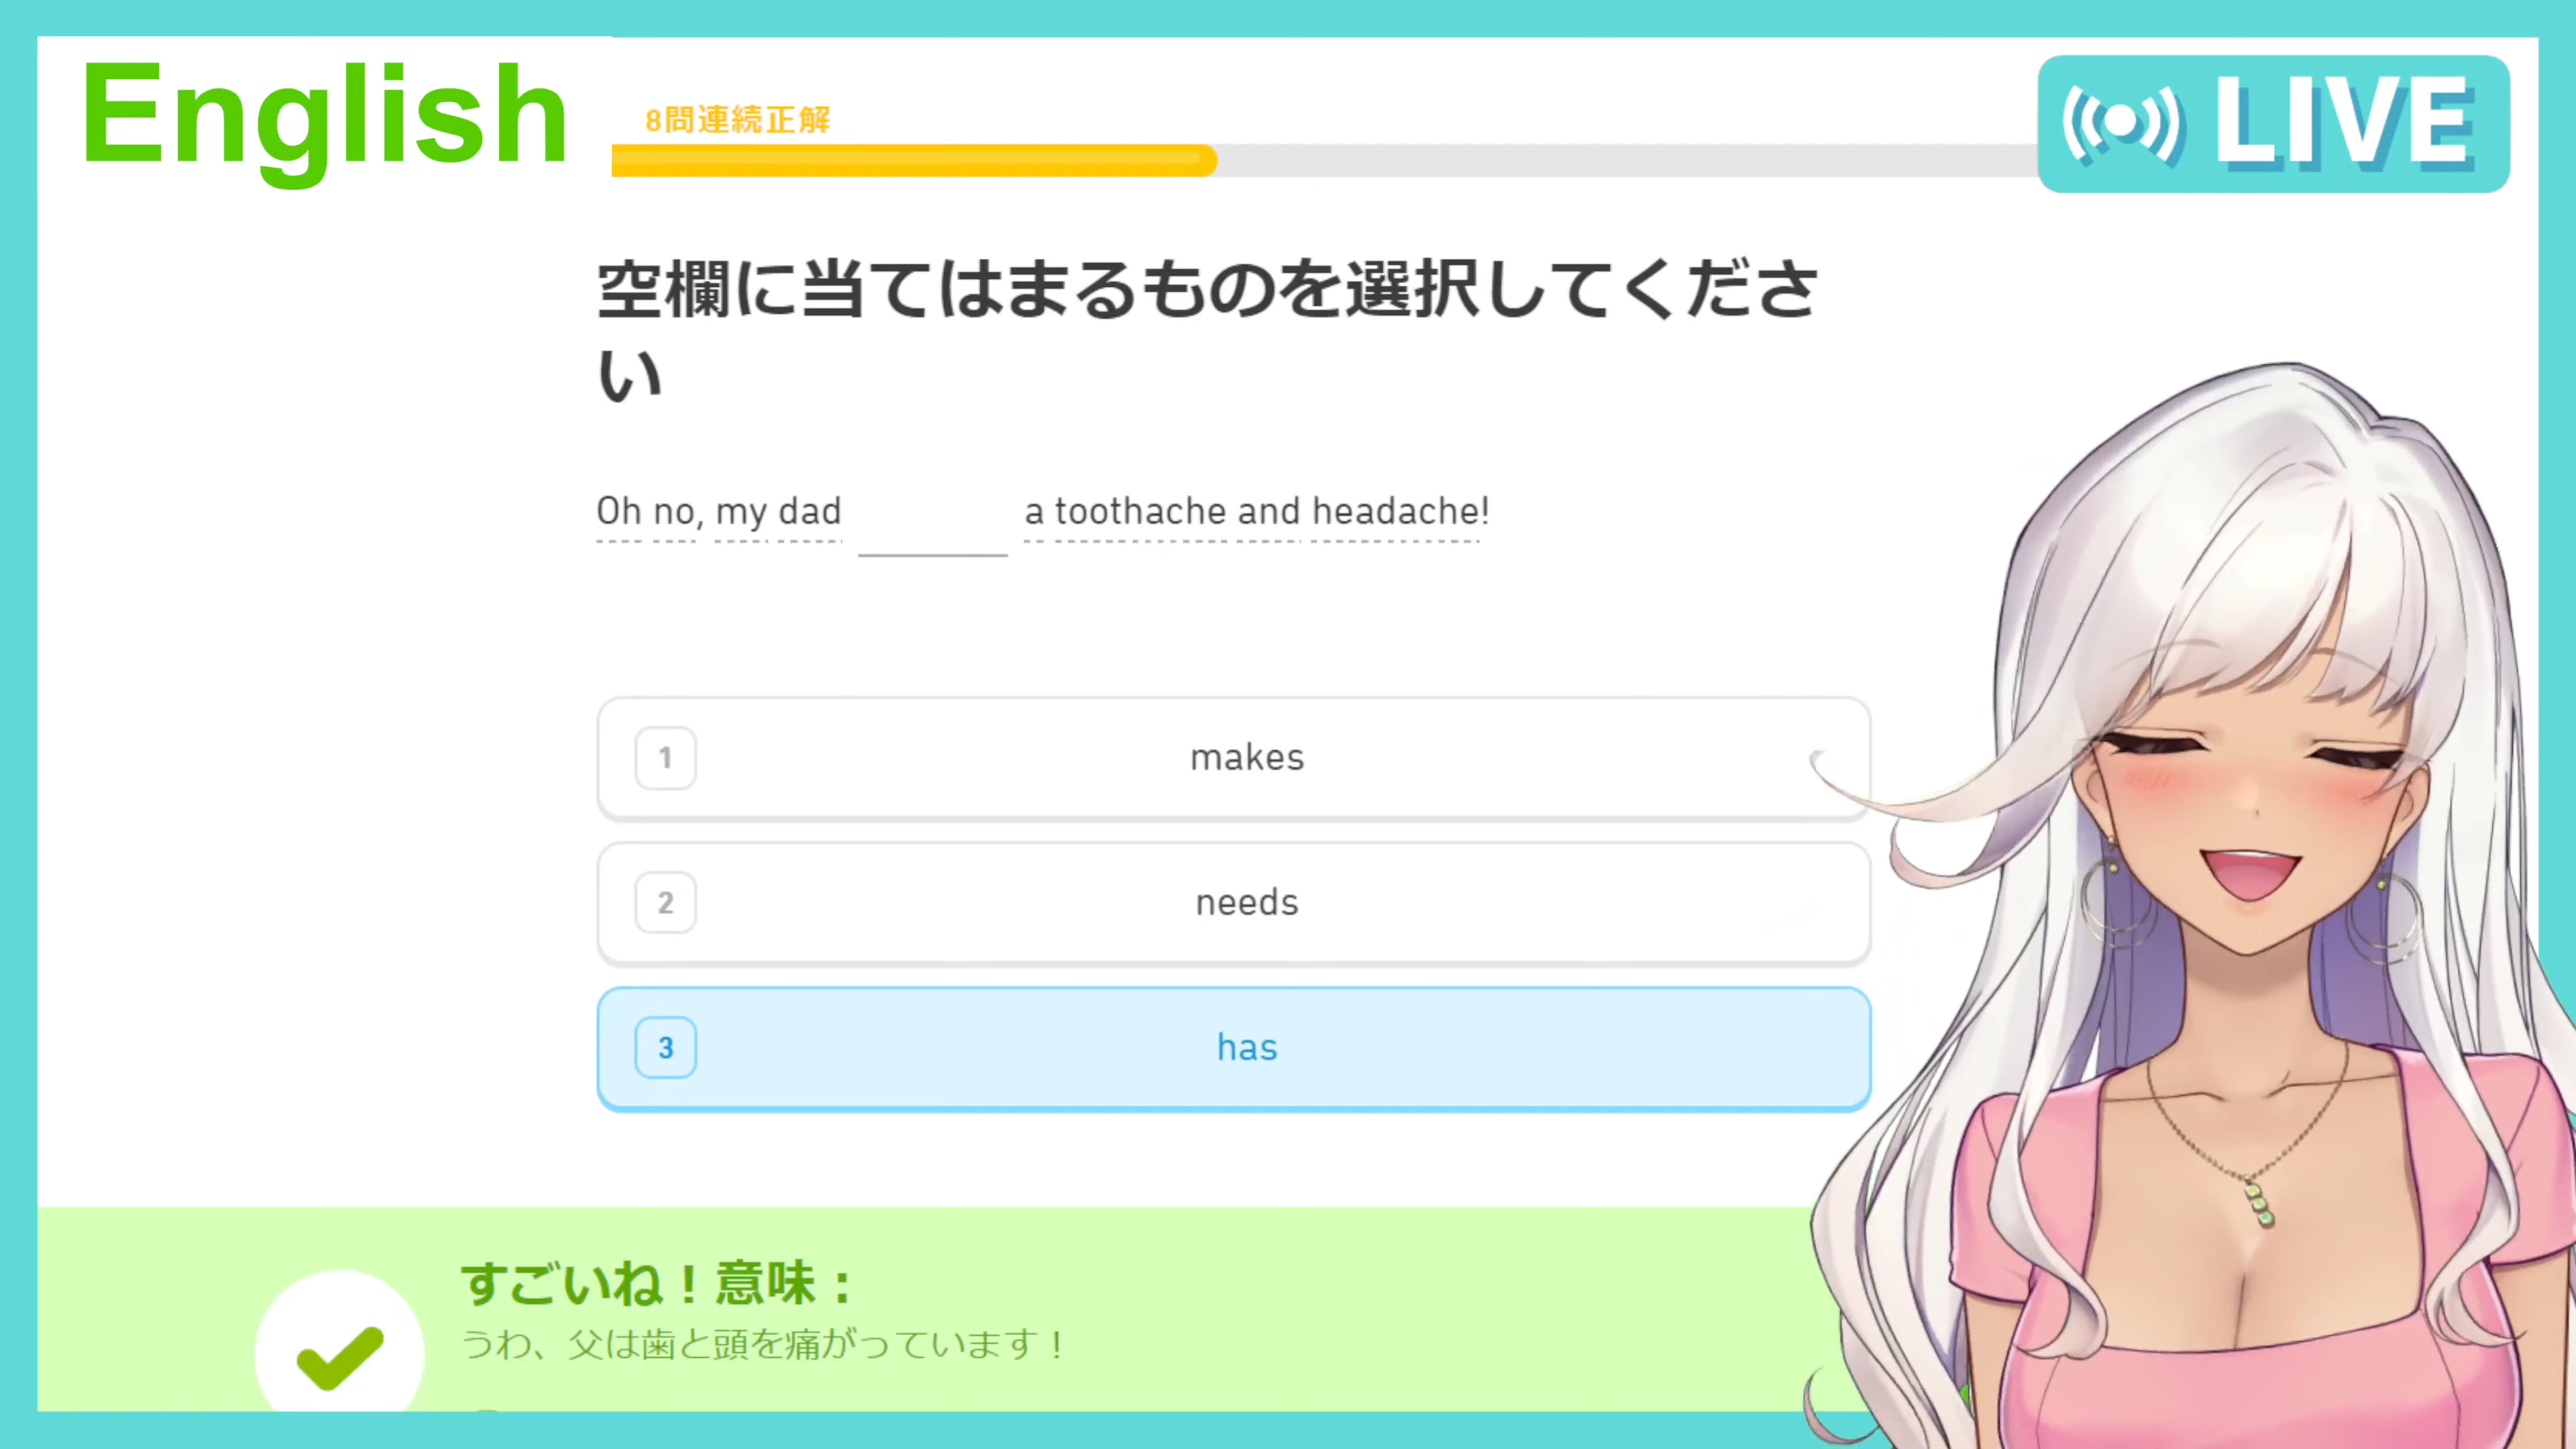 English
8問連続正解
LIVE
空欄に当てはまるものを選択してくださ
い
Oh no, my dad ______ a toothache and headache!
1 makes
2 needs
3 has
すごいね！意味：
うわ、父は歯と頭を痛がっています！